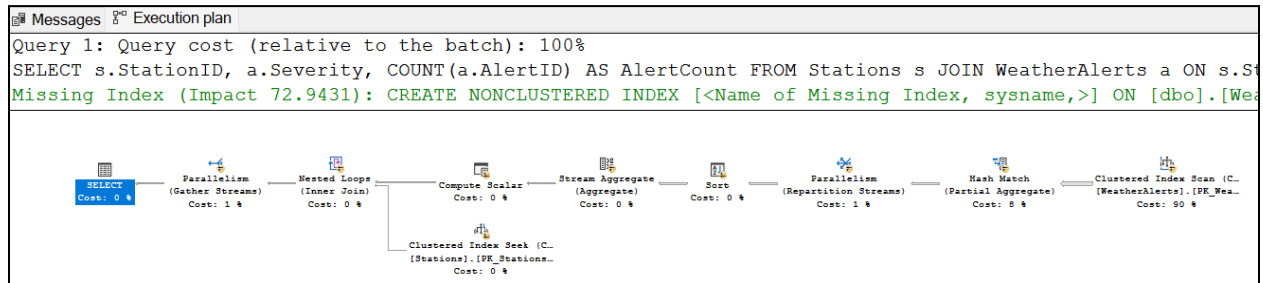 Messages Execution plan
Query 1: Query cost (relative to the batch): 100%
SELECT s.StationID, a.Severity, COUNT(a.AlertID) AS AlertCount FROM Stations s JOIN WeatherAlerts a ON s.St
Missing Index (Impact 72.9431): CREATE NONCLUSTERED INDEX [<Name of Missing Index, sysname,>] ON [dbo].[Wea
SELECT
Cost: 0 %
Parallelism
(Gather Streams)
Cost: 1 %
Nested Loops
(Inner Join)
Cost: 0 %
Compute Scalar
Cost: 0 %
Stream Aggregate
(Aggregate)
Cost: 0 %
Sort
Cost: 0 %
Parallelism
(Repartition Streams)
Cost: 1 %
Hash Match
(Partial Aggregate)
Cost: 8 %
Clustered Index Scan (C…
[WeatherAlerts].[PK_Wea…
Cost: 90 %
Clustered Index Seek (C…
[Stations].[PK_Stations…
Cost: 0 %